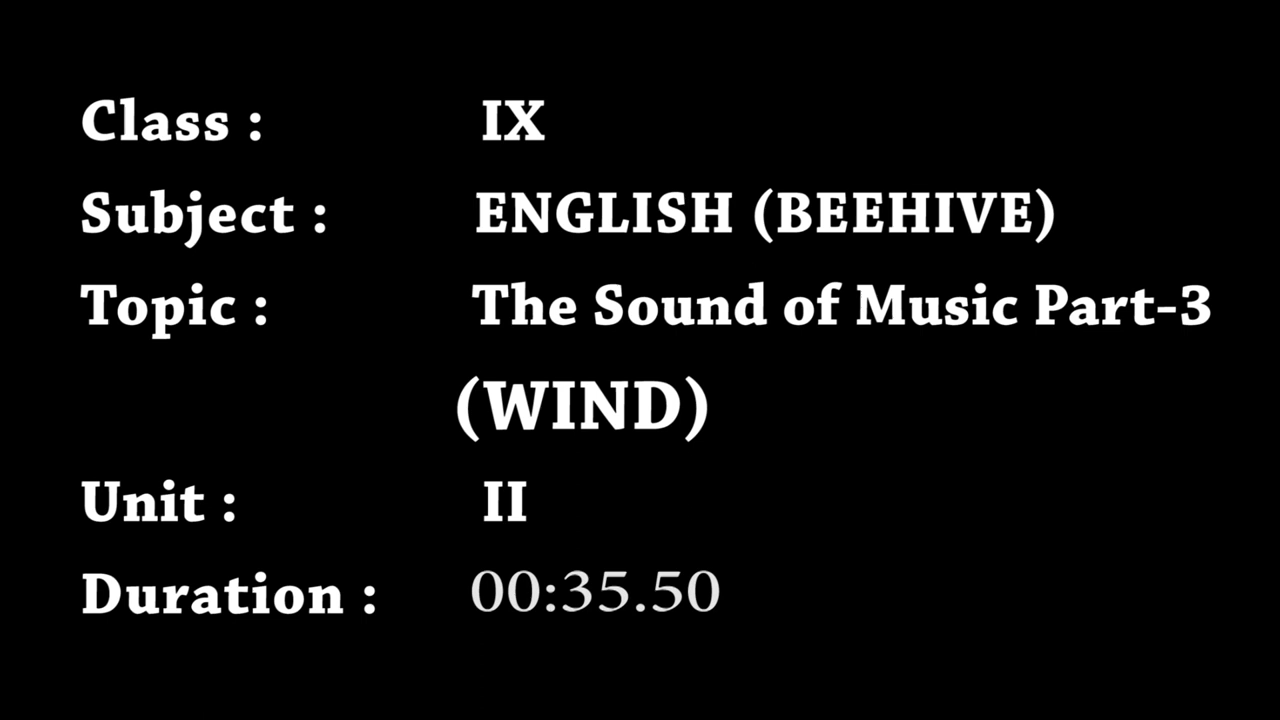 Class : IX
Subject : ENGLISH (BEEHIVE)
Topic : The Sound of Music Part-3
(WIND)
Unit : II
Duration : 00:35.50